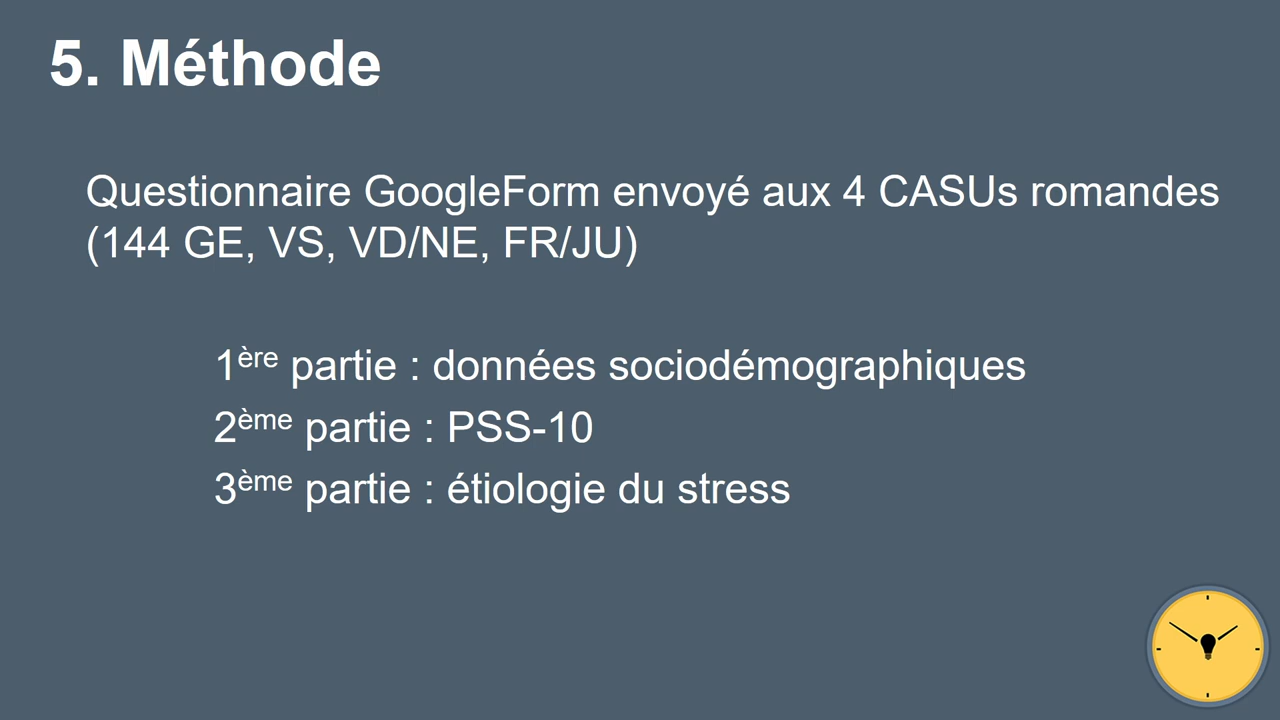 5. Méthode
Questionnaire GoogleForm envoyé aux 4 CASUs romandes
(144 GE, VS, VD/NE, FR/JU)
1ère partie : données sociodémographiques
2ème partie : PSS-10
3ème partie : étiologie du stress